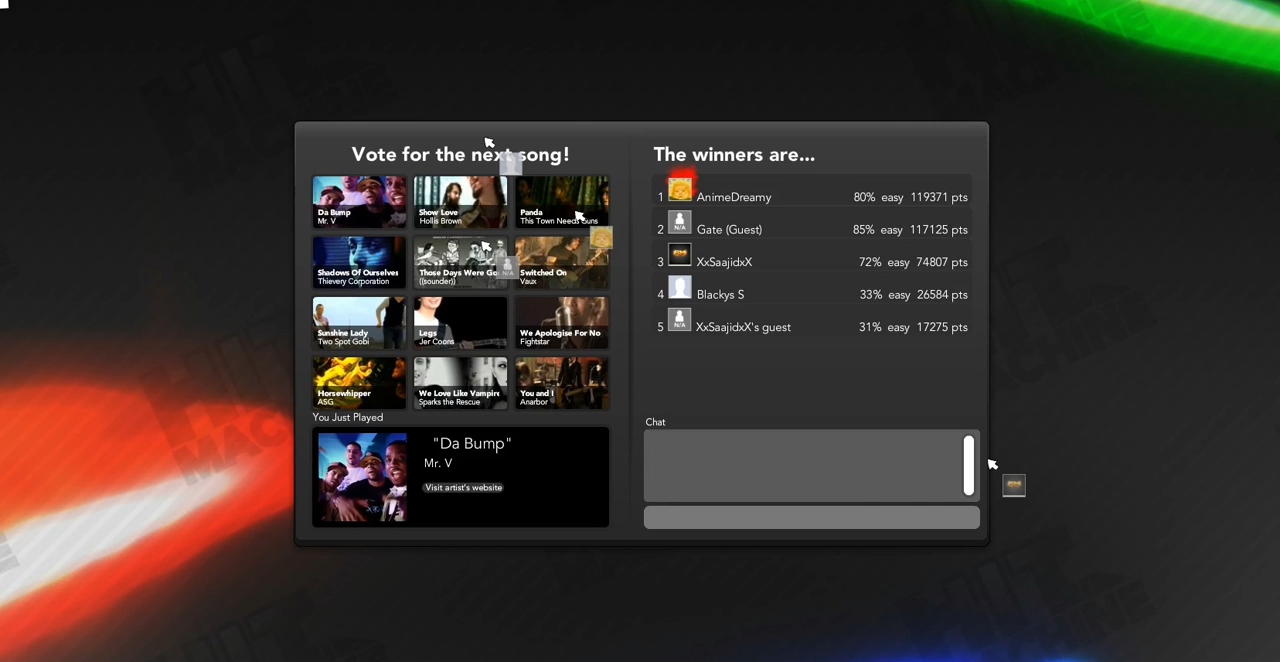 Vote for the next song!
Da Bump
Mr. V
Show Love
Hollis Brown
Panda
This Town Needs Guns
Shadows Of Ourselves
Thievery Corporation
Those Days Were Go
((sounder))
Switched On
Vaux
Sunshine Lady
Two Spot Gobi
Legs
Jer Coons
We Apologise For No
Fightstar
Horsewhipper
ASG
We Love Like Vampire
Sparks the Rescue
You and I
Anarbor
You Just Played
"Da Bump"
Mr. V
Visit artist's website
The winners are...
1 AnimeDreamy 80% easy 119371 pts
2 N/A Gate (Guest) 85% easy 117125 pts
3 XxSaajidxX 72% easy 74807 pts
4 Blackys S 33% easy 26584 pts
5 N/A XxSaajidxX's guest 31% easy 17275 pts
Chat
N/A
HIT
MACHINE